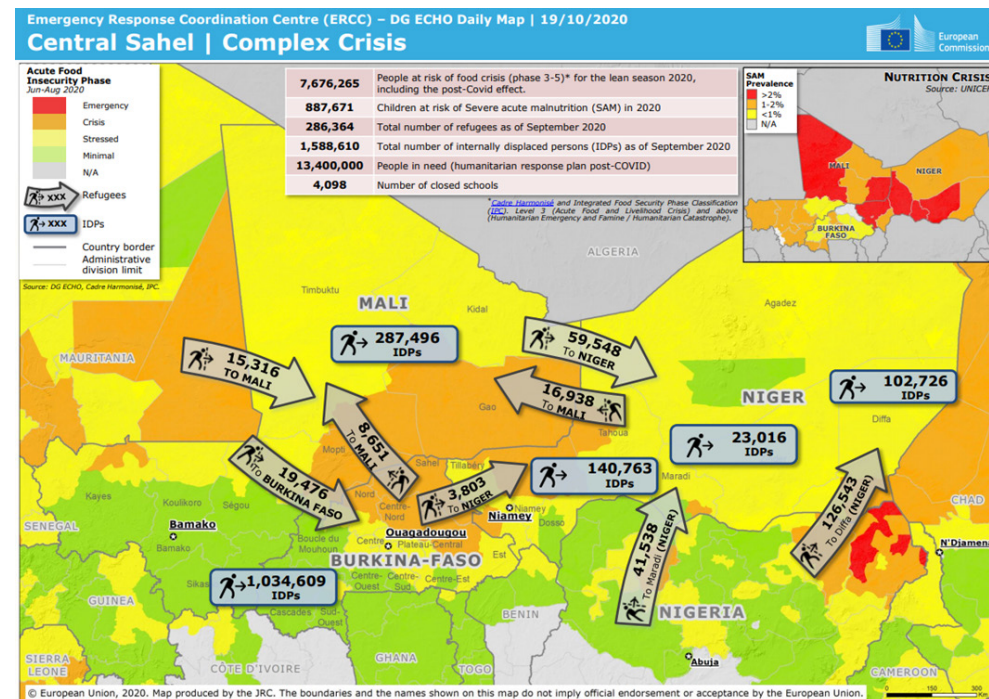 Emergency Response Coordination Centre (ERCC) – DG ECHO Daily Map | 19/10/2020
Central Sahel | Complex Crisis
European
Commission
Acute Food
Insecurity Phase
Jun-Aug 2020
Emergency
Crisis
Stressed
Minimal
N/A
XXX Refugees
XXX IDPs
Country border
Administrative
division limit
Source: DG ECHO, Cadre Harmonisé, IPC.
7,676,265 People at risk of food crisis (phase 3-5)* for the lean season 2020,
including the post-Covid effect.
887,671 Children at risk of Severe acute malnutrition (SAM) in 2020
286,364 Total number of refugees as of September 2020
1,588,610 Total number of internally displaced persons (IDPs) as of September 2020
13,400,000 People in need (humanitarian response plan post-COVID)
4,098 Number of closed schools
*Cadre Harmonisé and Integrated Food Security Phase Classification
(IPC). Level 3 (Acute Food and Livelihood Crisis) and above
(Humanitarian Emergency and Famine / Humanitarian Catastrophe).
SAM
Prevalence
>2%
1-2%
<1%
N/A
NUTRITION CRISIS
Source: UNICEF
MALI
NIGER
BURKINA
FASO
ALGERIA
Timbuktu
MALI
Kidal
Agadez
287,496
IDPs
59,548
To NIGER
MAURITANIA
15,316
TO MALI
16,938
To MALI
NIGER
102,726
IDPs
Gao
Diffa
Tahoua
8,651
To MALI
23,016
IDPs
Mopti
Sahel
Tillabéry
140,763
IDPs
Maradi
19,476
To BURKINA FASO
3,803
To NIGER
126,543
To Diffa (NIGER)
CHAD
Kayes
Koulikoro
Ségou
Nord
Centre-
Nord
Niamey
Niamey
Dosso
41,538
To Maradi (NIGER)
SENEGAL
Bamako
Bamako
Boucle du
Mouhoun
Ouagadougou
Centre
Plateau-Central
Est
N'Djamena
BURKINA-FASO
Sikas
1,034,609
IDPs
Centre-
Ouest
Centre-
Sud
Centre-Est
GUINEA
Cascades
Sud-
Ouest
BENIN
NIGERIA
SIERRA
LEONE
CÔTE D'IVOIRE
GHANA
TOGO
Abuja
CAMEROON
© European Union, 2020. Map produced by the JRC. The boundaries and the names shown on this map do not imply official endorsement or acceptance by the European Union.
0 150 300
Km